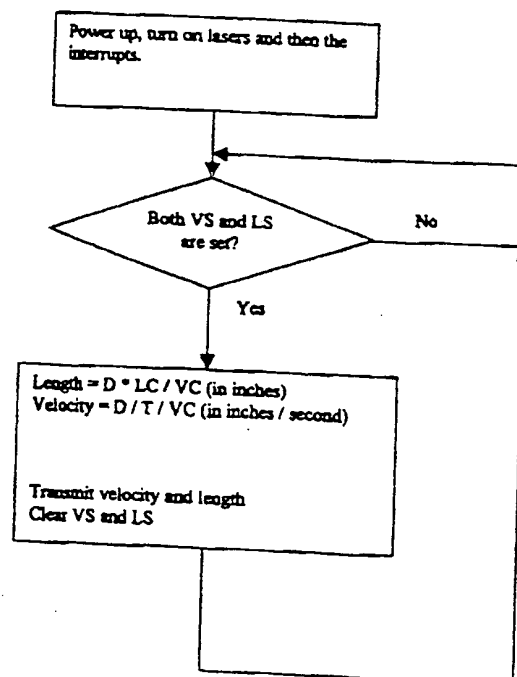 Power up, turn on lasers and then the
interrupts.
Both VS and LS
are set?
No
Yes
Length = D * LC / VC (in inches)
Velocity = D / T / VC (in inches / second)
Transmit velocity and length
Clear VS and LS